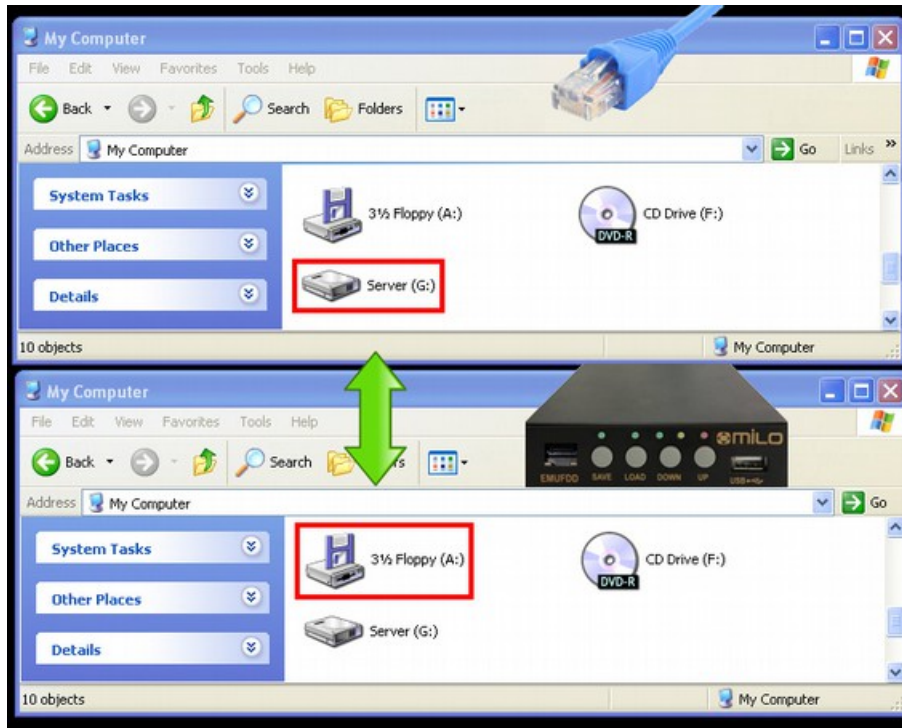 My Computer
File Edit View Favorites Tools Help
Back Search Folders
Address My Computer Go Links »
System Tasks
3½ Floppy (A:)
CD Drive (F:)
DVD-R
Other Places
Server (G:)
Details
10 objects My Computer
My Computer
File Edit View Favorites Tools Help
Back Search
miLO
EMUFDD SAVE LOAD DOWN UP
Address My Computer Go
System Tasks
3½ Floppy (A:)
CD Drive (F:)
DVD-R
Other Places
Server (G:)
Details
10 objects My Computer